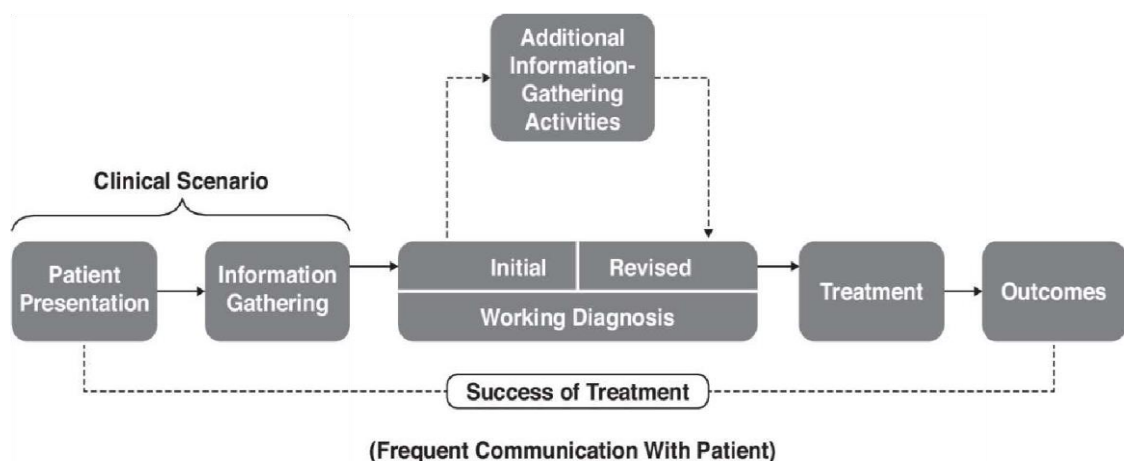 Additional
Information-
Gathering
Activities
Clinical Scenario
Patient
Presentation
Information
Gathering
Initial
Revised
Working Diagnosis
Treatment
Outcomes
Success of Treatment
(Frequent Communication With Patient)